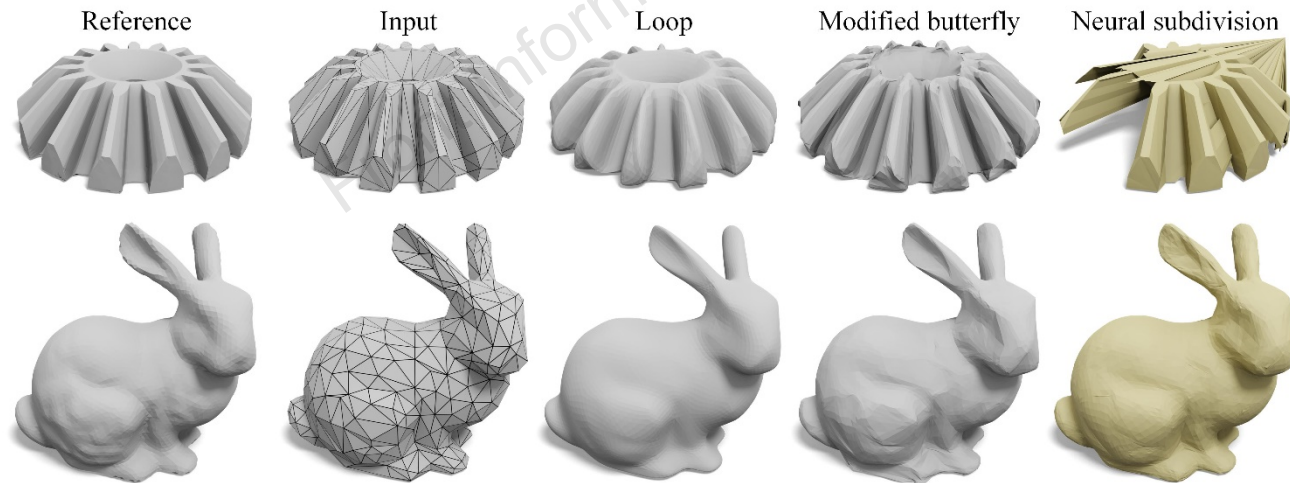 Reference
Input
Loop
Modified butterfly
Neural subdivision